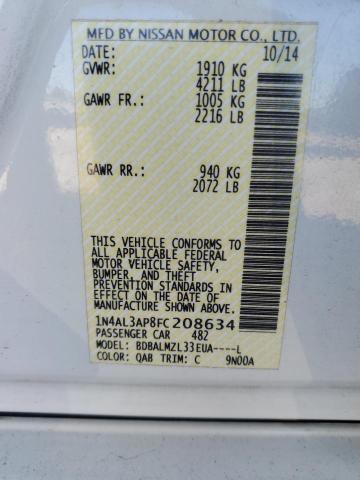 MFD BY NISSAN MOTOR CO., LTD.
DATE: 10/14
GVWR: 1910 KG
4211 LB
GAWR FR.: 1005 KG
2216 LB
GAWR RR.: 940 KG
2072 LB
THIS VEHICLE CONFORMS TO
ALL APPLICABLE FEDERAL
MOTOR VEHICLE SAFETY,
BUMPER, AND THEFT
PREVENTION STANDARDS IN
EFFECT ON THE DATE OF
MANUFACTURE SHOWN ABOVE.
1N4AL3AP8FC208634
PASSENGER CAR 482
MODEL: BDBALMZL33EUA----L
COLOR: QAB TRIM: C 9N00A